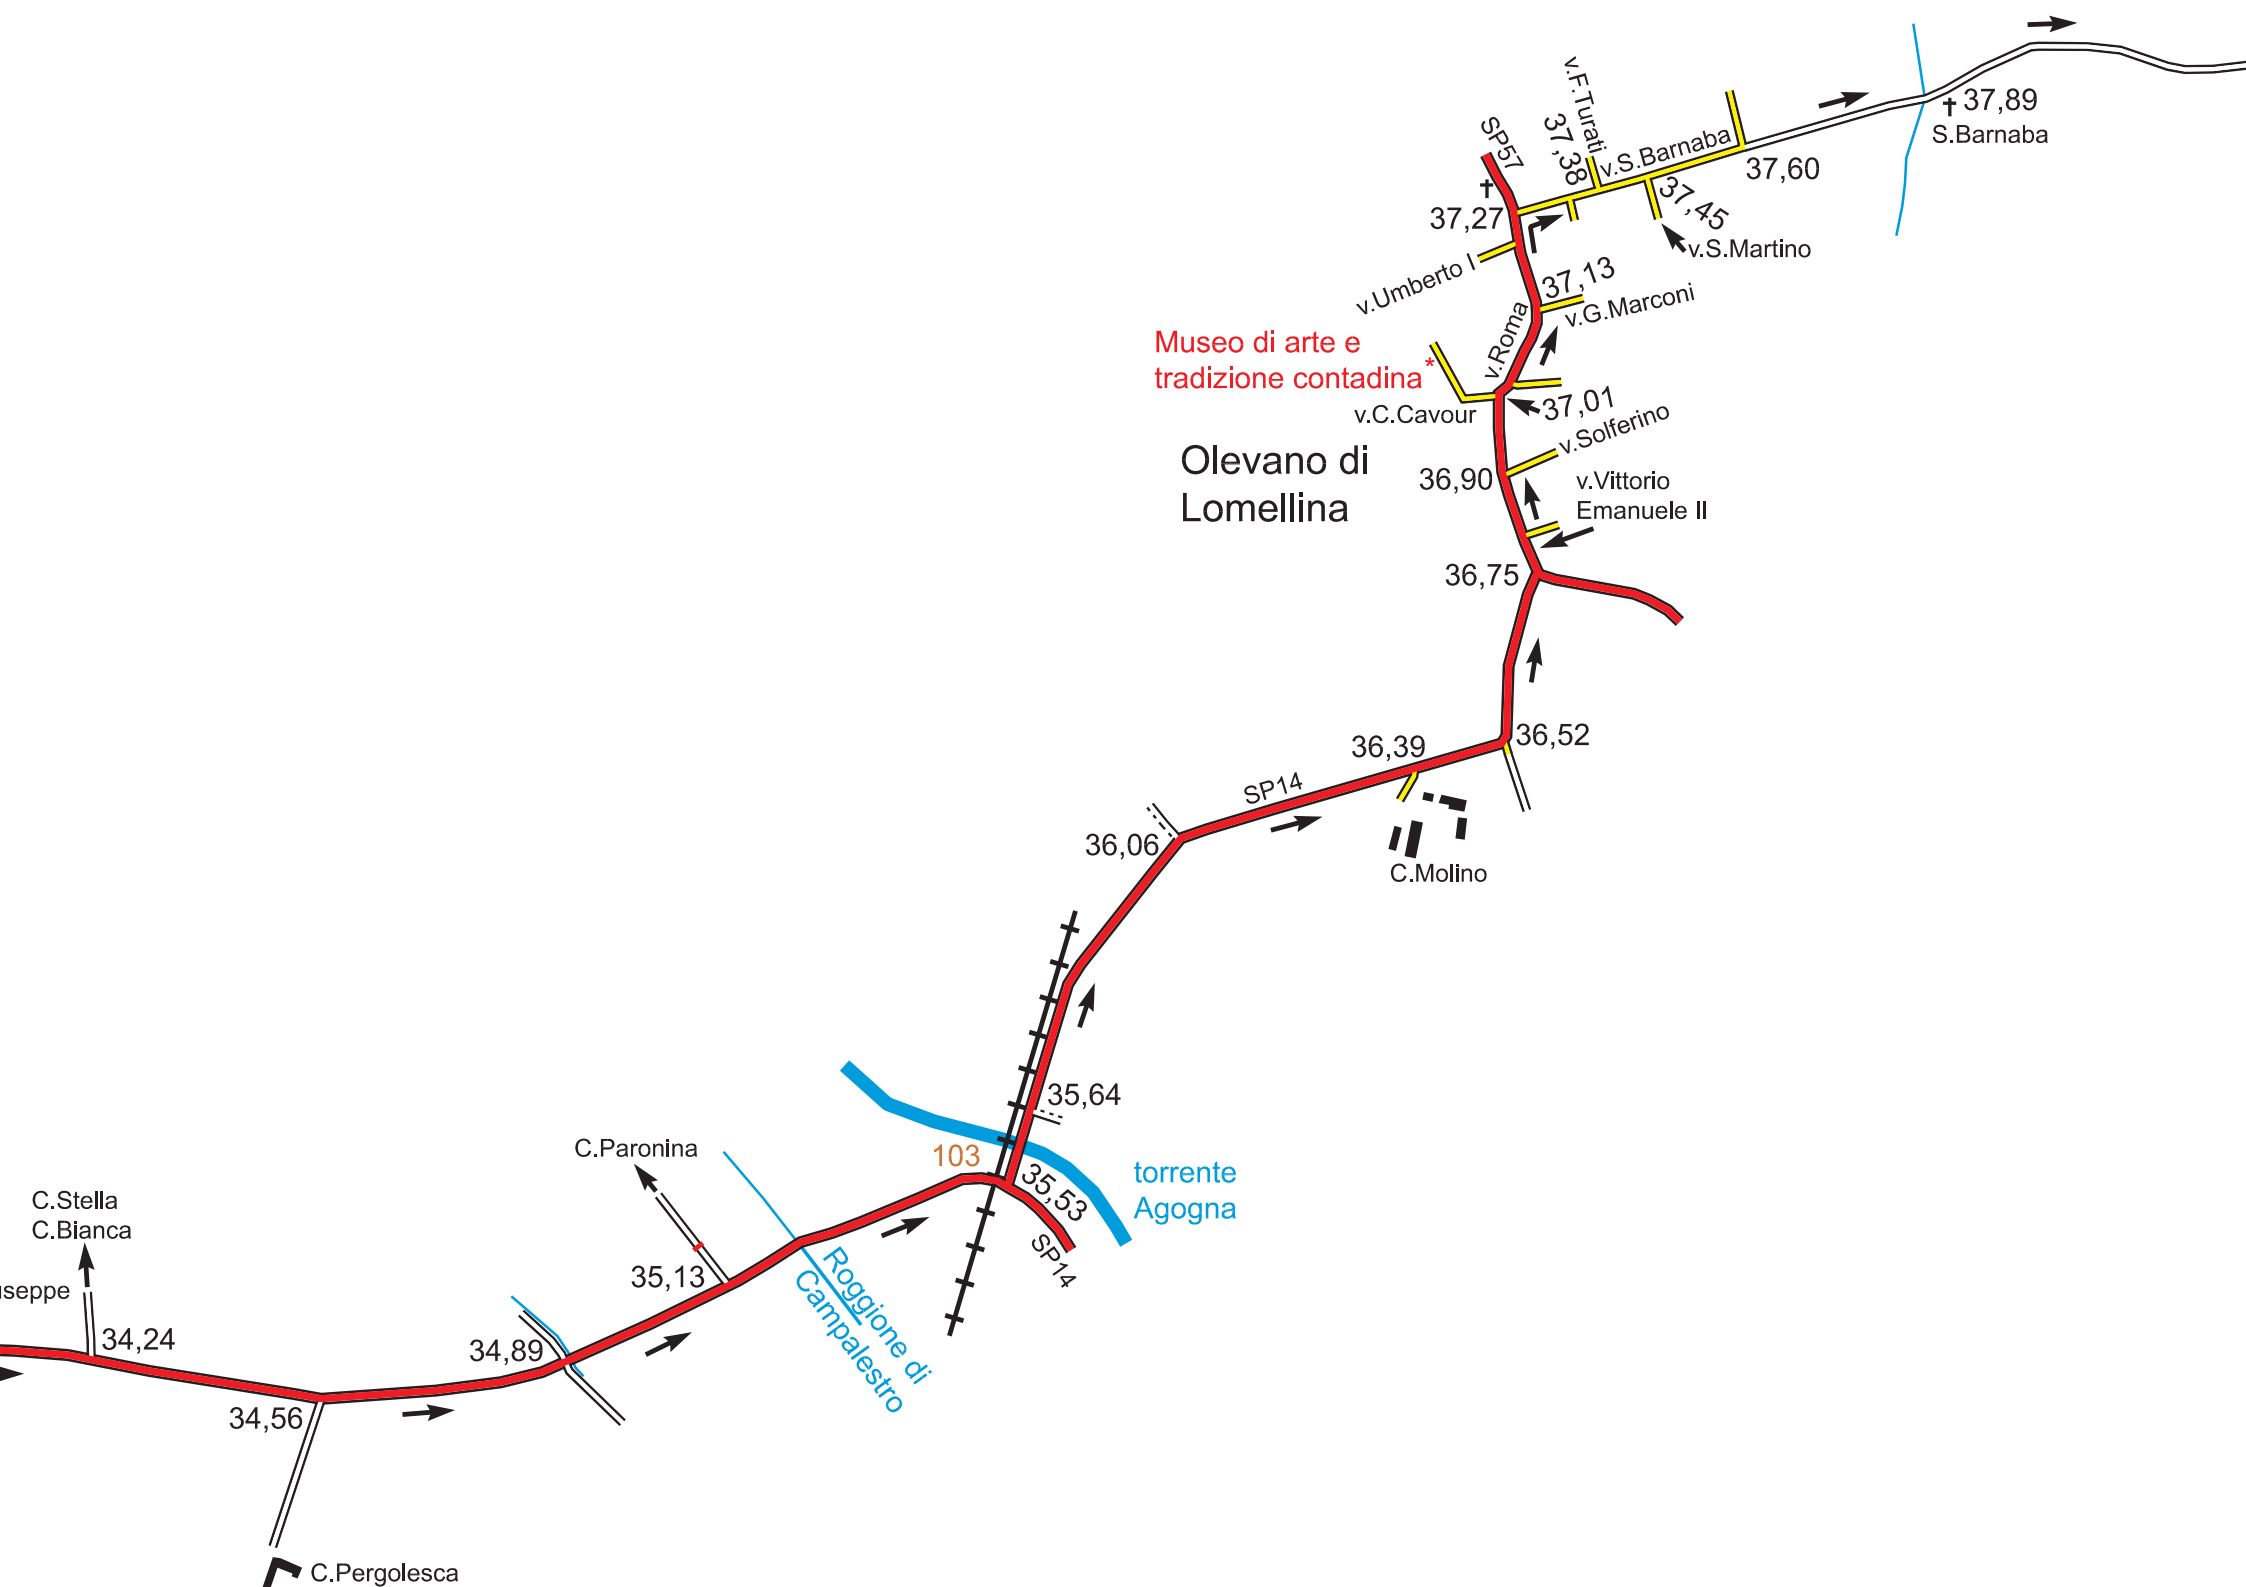 v.F.Turati
37,38
SP57
v.S.Barnaba
37,89
S.Barnaba
37,60
37,45
v.S.Martino
37,27
v.Umberto I
37,13
v.G.Marconi
v.Roma
Museo di arte e
tradizione contadina*
v.C.Cavour
37,01
v.Solferino
Olevano di
Lomellina
36,90
v.Vittorio
Emanuele II
36,75
36,52
36,39
SP14
36,06
C.Molino
35,64
103
35,53
SP14
torrente
Agogna
C.Paronina
35,13
Roggione di
Campalestro
C.Stella
C.Bianca
useppe
34,24
34,89
34,56
C.Pergolesca